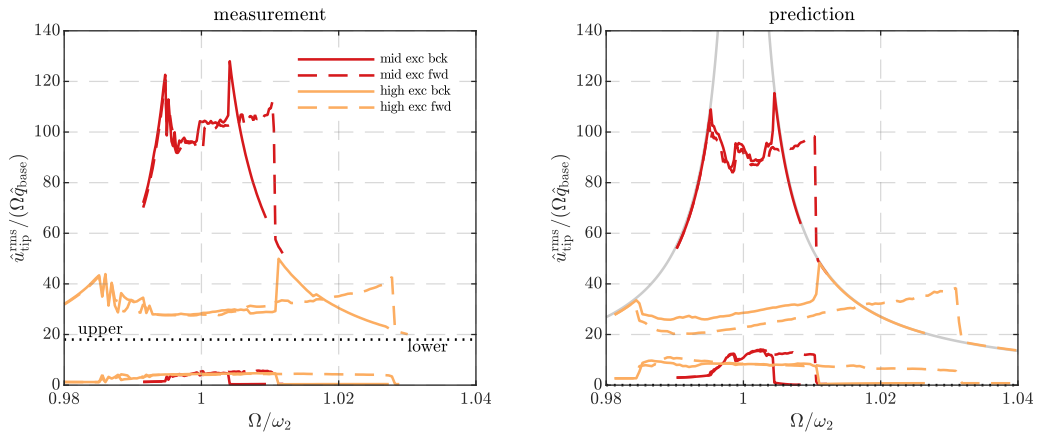 measurement
140
120
100
80
60
40
20
0
û_tip^rms/(Ωq̂_base)
mid exc bck
mid exc fwd
high exc bck
high exc fwd
upper
lower
0.98 1 1.02 1.04
Ω/ω₂
prediction
140
120
100
80
60
40
20
0
û_tip^rms/(Ωq̂_base)
0.98 1 1.02 1.04
Ω/ω₂